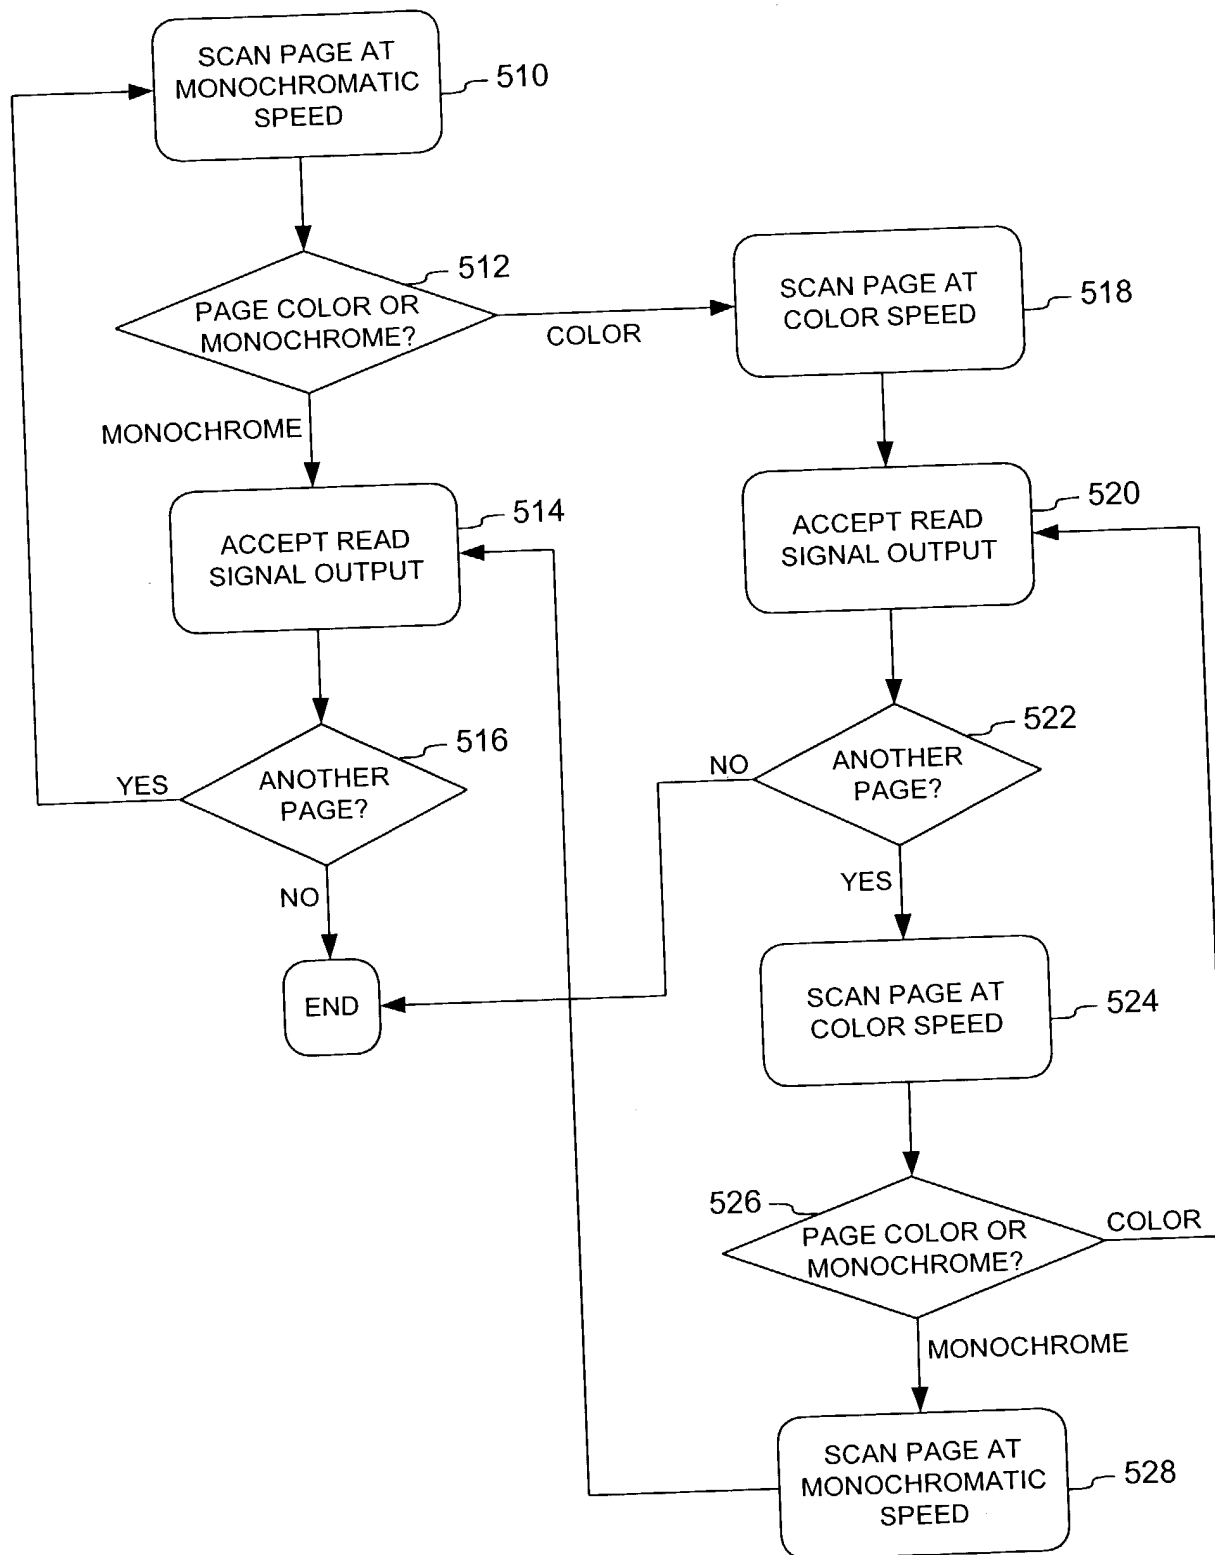 SCAN PAGE AT
MONOCHROMATIC
SPEED
510
PAGE COLOR OR
MONOCHROME?
512
COLOR
MONOCHROME
SCAN PAGE AT
COLOR SPEED
518
ACCEPT READ
SIGNAL OUTPUT
514
ACCEPT READ
SIGNAL OUTPUT
520
ANOTHER
PAGE?
516
YES
NO
ANOTHER
PAGE?
522
NO
YES
END
SCAN PAGE AT
COLOR SPEED
524
PAGE COLOR OR
MONOCHROME?
526
COLOR
MONOCHROME
SCAN PAGE AT
MONOCHROMATIC
SPEED
528